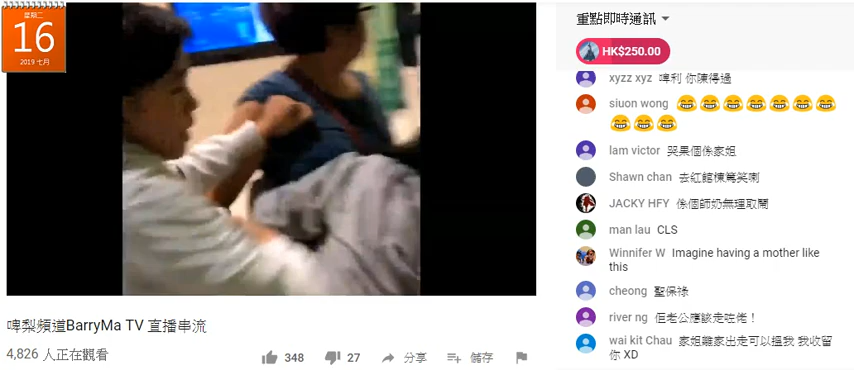 星期二
16
2019 七月
重點即時通訊
HK$250.00
xyzz xyz 啤利 你陳得過
siuon wong 😂😂😂😂😂😂😂
😂😂😂
lam victor 哭果個係家姐
Shawn chan 去红館棟篤笑喇
JACKY HFY 係個師奶無理取鬧
man lau CLS
Winnifer W Imagine having a mother like
this
cheong 聖保祿
river ng 佢老公應該走咗佬！
wai kit Chau 家姐離家出走可以搵我 我收留
你 XD
啤梨頻道BarryMa TV 直播串流
4,826 人正在觀看
348
27
分享
儲存